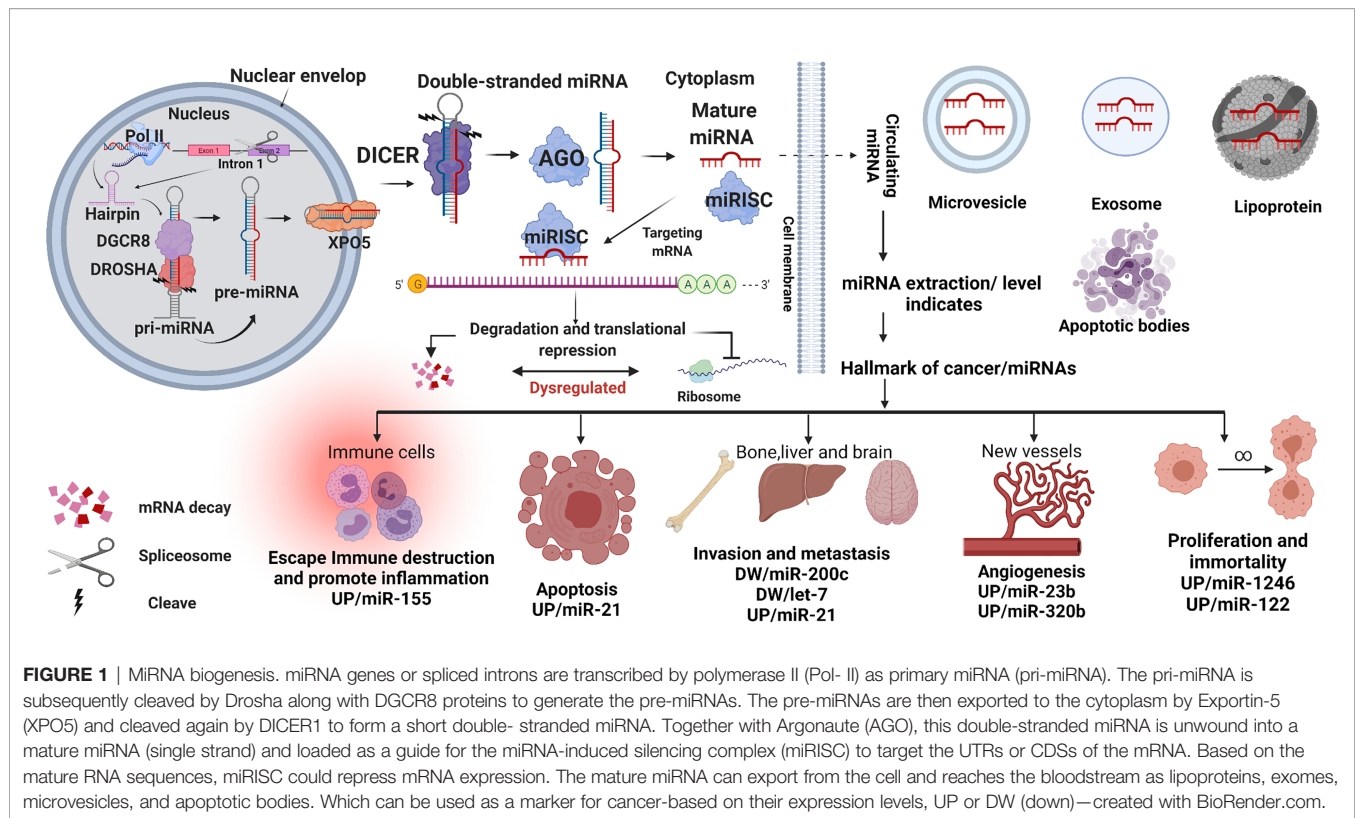 Nuclear envelop
Nucleus
Pol II
Exon 1
Exon 2
Intron 1
Hairpin
DGCR8
DROSHA
pre-miRNA
pri-miRNA
XPO5
Double-stranded miRNA
DICER
AGO
Cytoplasm
Mature
miRNA
miRISC
miRISC
Targeting
mRNA
5'
G
A
A
A
3'
Degradation and translational
repression
Dysregulated
Ribosome
Cell membrane
Circulating
miRNA
miRNA extraction/ level
indicates
Hallmark of cancer/miRNAs
Microvesicle
Exosome
Lipoprotein
Apoptotic bodies
mRNA decay
Spliceosome
Cleave
Immune cells
Escape Immune destruction
and promote inflammation
UP/miR-155
Apoptosis
UP/miR-21
Bone,liver and brain
Invasion and metastasis
DW/miR-200c
DW/let-7
UP/miR-21
New vessels
Angiogenesis
UP/miR-23b
UP/miR-320b
∞
Proliferation and
immortality
UP/miR-1246
UP/miR-122
FIGURE 1 | MiRNA biogenesis. miRNA genes or spliced introns are transcribed by polymerase II (Pol- II) as primary miRNA (pri-miRNA). The pri-miRNA is
subsequently cleaved by Drosha along with DGCR8 proteins to generate the pre-miRNAs. The pre-miRNAs are then exported to the cytoplasm by Exportin-5
(XPO5) and cleaved again by DICER1 to form a short double- stranded miRNA. Together with Argonaute (AGO), this double-stranded miRNA is unwound into a
mature miRNA (single strand) and loaded as a guide for the miRNA-induced silencing complex (miRISC) to target the UTRs or CDSs of the mRNA. Based on the
mature RNA sequences, miRISC could repress mRNA expression. The mature miRNA can export from the cell and reaches the bloodstream as lipoproteins, exomes,
microvesicles, and apoptotic bodies. Which can be used as a marker for cancer-based on their expression levels, UP or DW (down)—created with BioRender.com.